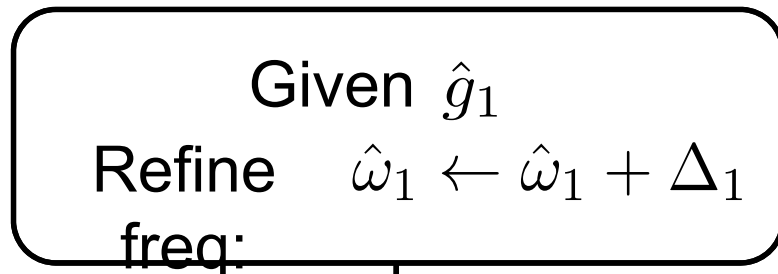 Given ĝ₁
Refine ω̂₁ ← ω̂₁ + Δ₁
freq: